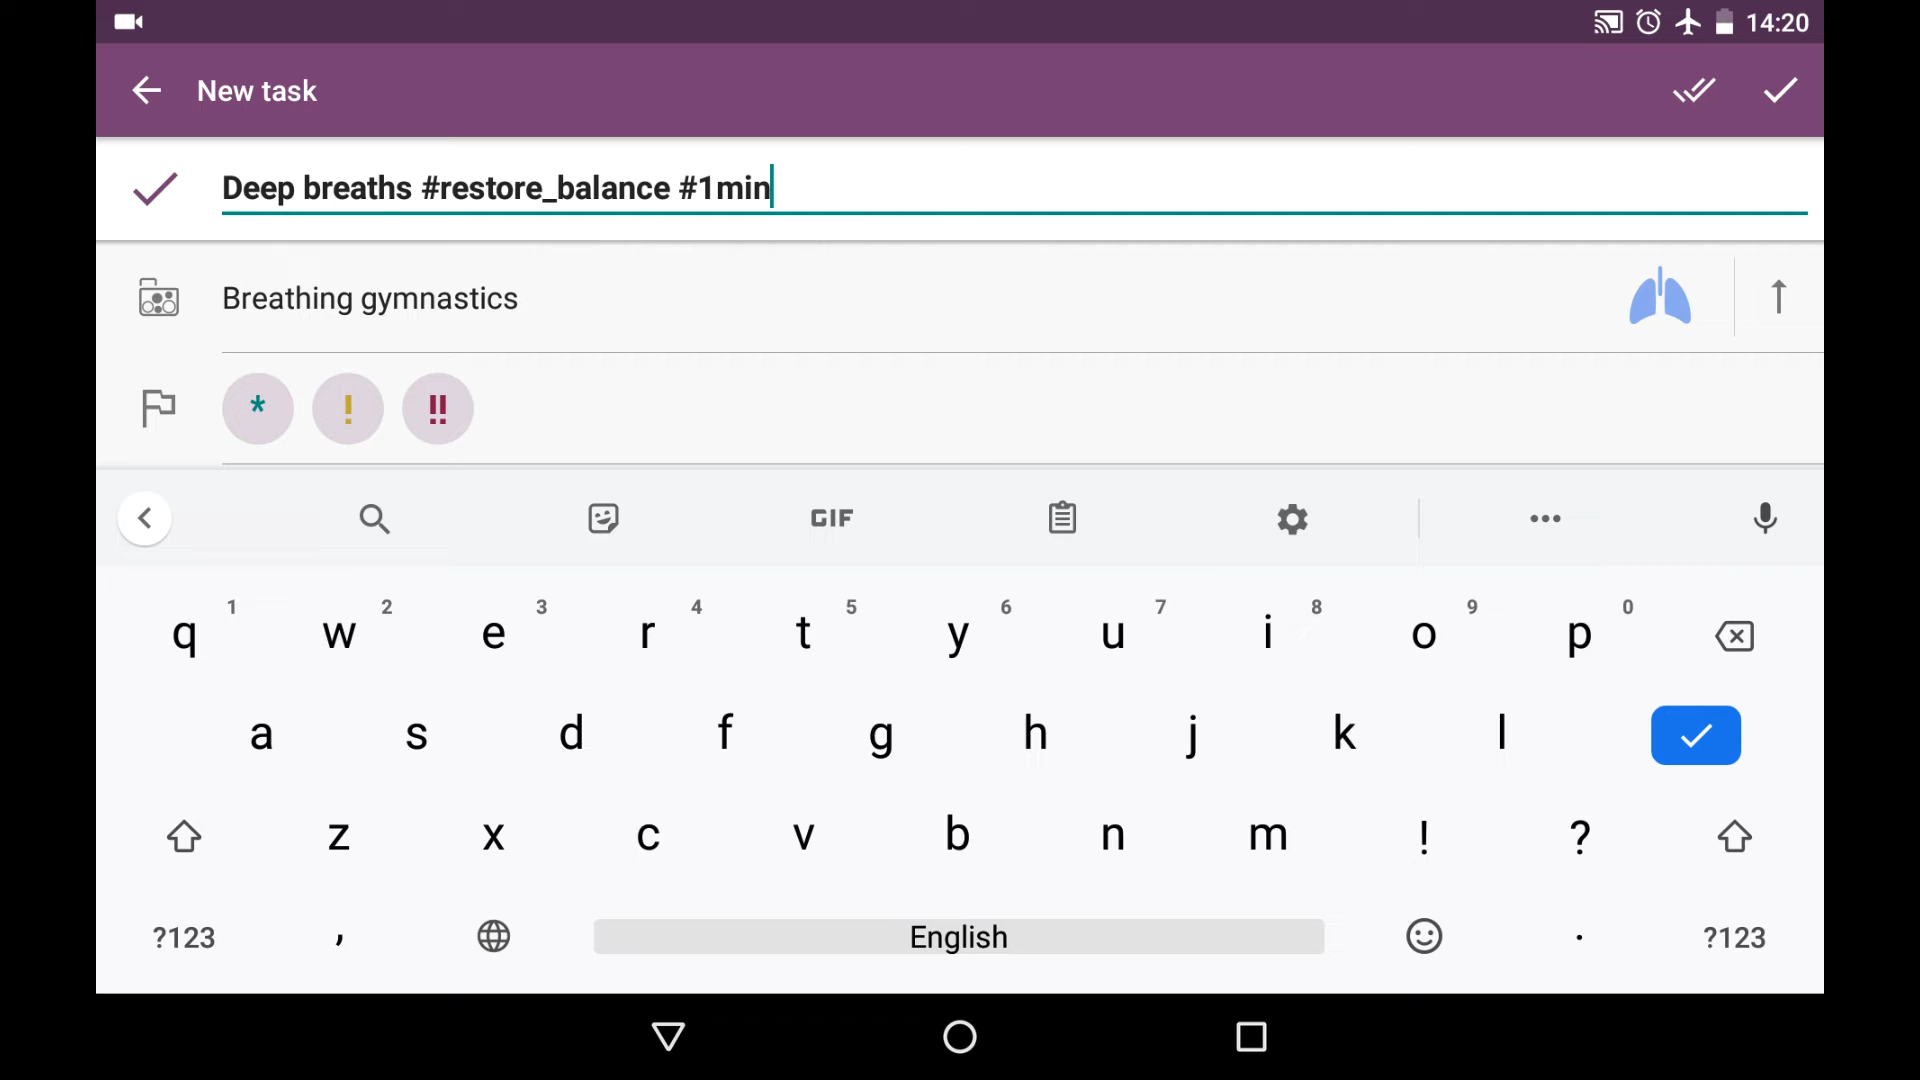 14:20
New task
Deep breaths #restore_balance #1min
Breathing gymnastics
* ! !!
GIF
1 2 3 4 5 6 7 8 9 0
q w e r t y u i o p
a s d f g h j k l
z x c v b n m ! ?
?123 , English . ?123